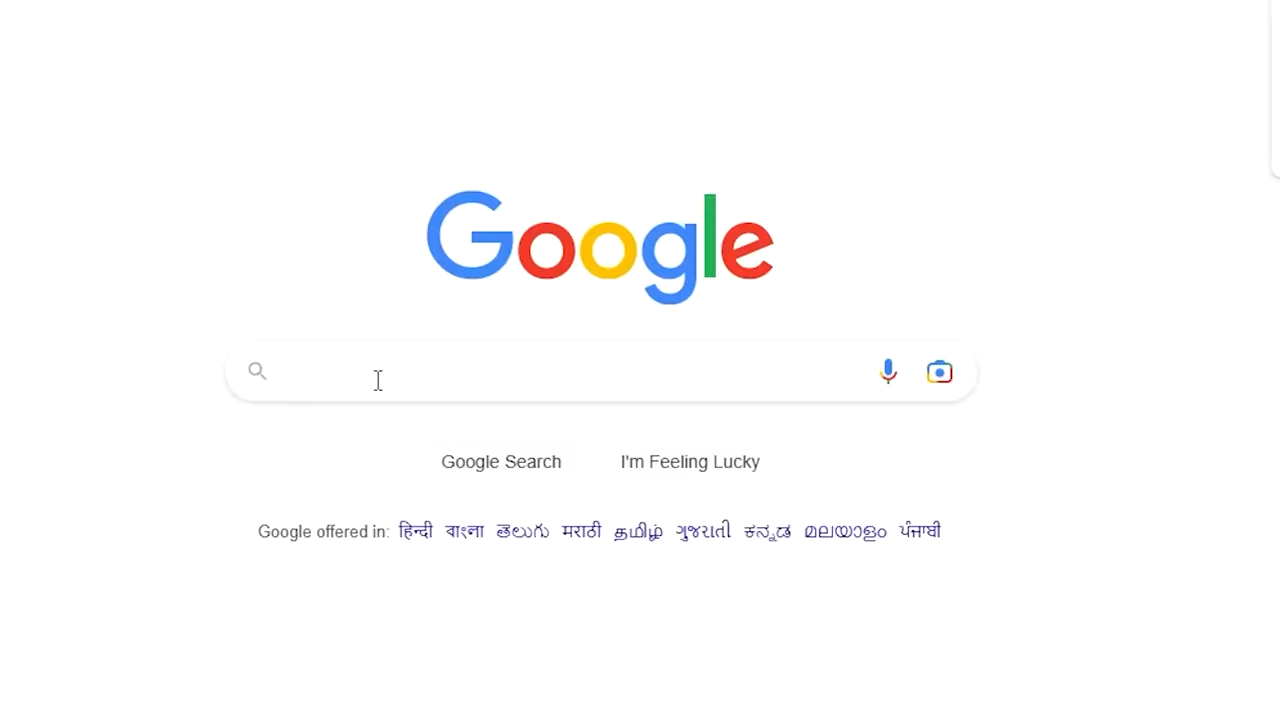 Google
Google Search I'm Feeling Lucky
Google offered in: हिन्दी বাংলা తెలుగు मराठी தமிழ் ગુજરાતી ಕನ್ನಡ മലയാളം ਪੰਜਾਬੀ